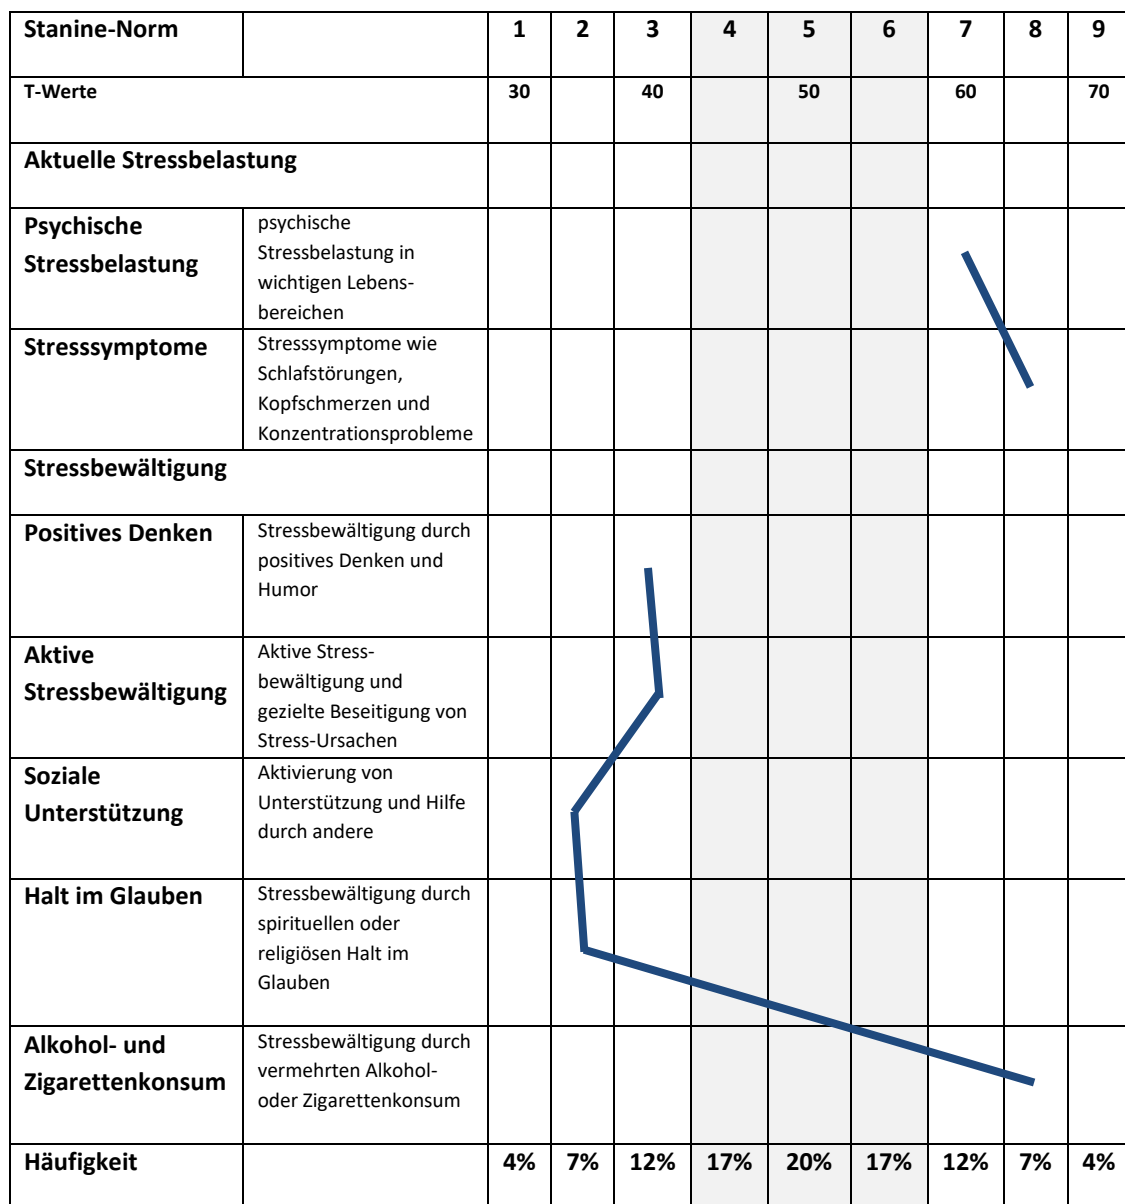 Stanine-Norm 1 2 3 4 5 6 7 8 9
T-Werte 30 40 50 60 70
Aktuelle Stressbelastung
Psychische
Stressbelastung
psychische
Stressbelastung in
wichtigen Lebens-
bereichen
Stresssymptome
Stresssymptome wie
Schlafstörungen,
Kopfschmerzen und
Konzentrationsprobleme
Stressbewältigung
Positives Denken
Stressbewältigung durch
positives Denken und
Humor
Aktive
Stressbewältigung
Aktive Stress-
bewältigung und
gezielte Beseitigung von
Stress-Ursachen
Soziale
Unterstützung
Aktivierung von
Unterstützung und Hilfe
durch andere
Halt im Glauben
Stressbewältigung durch
spirituellen oder
religiösen Halt im
Glauben
Alkohol- und
Zigarettenkonsum
Stressbewältigung durch
vermehrten Alkohol-
oder Zigarettenkonsum
Häufigkeit 4% 7% 12% 17% 20% 17% 12% 7% 4%